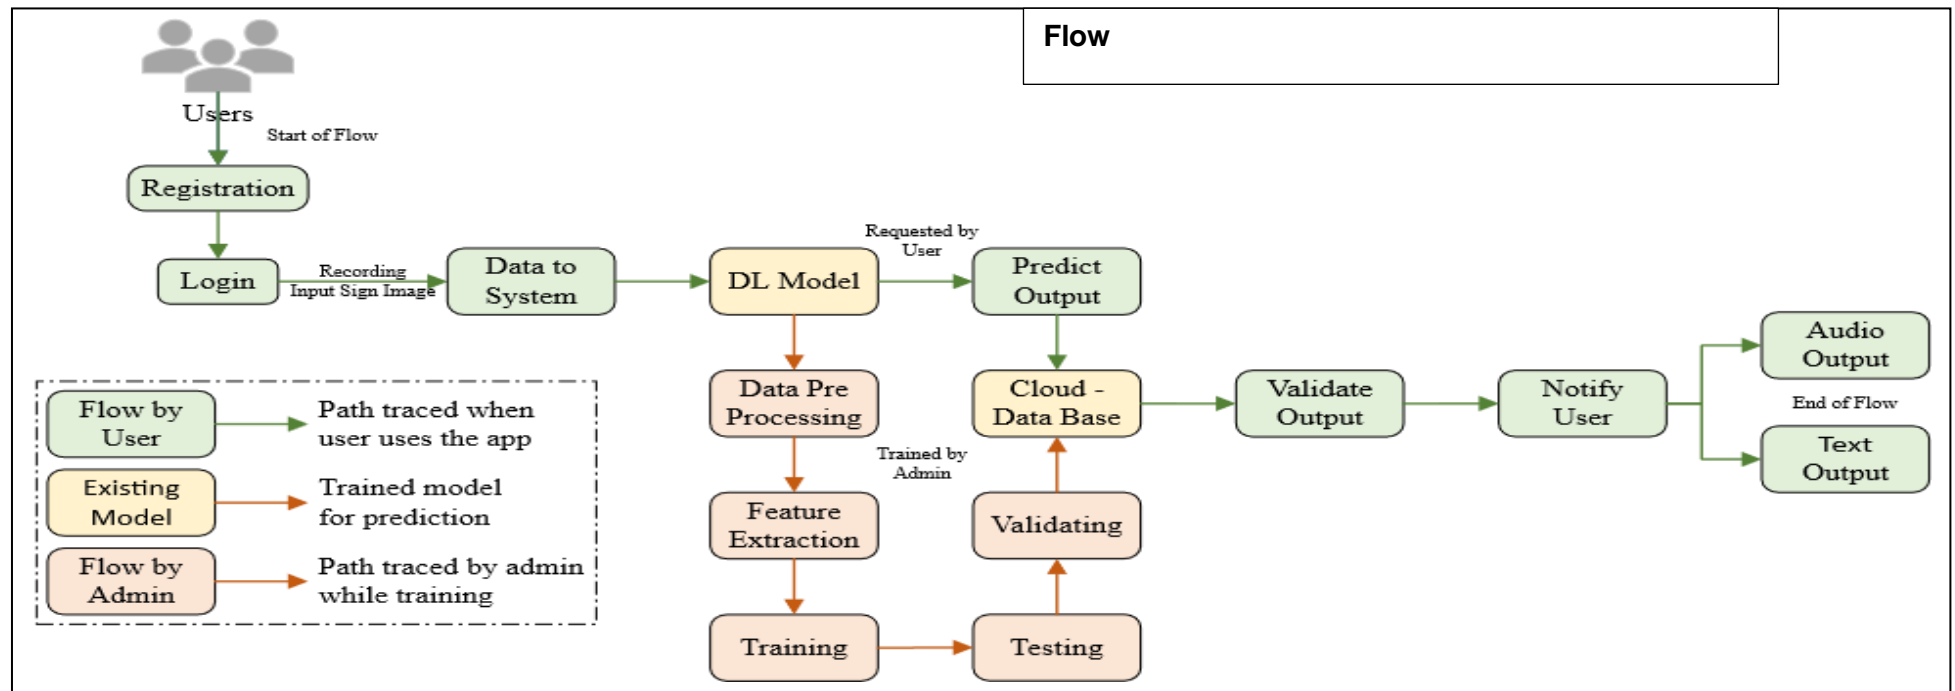 Flow
Users
Start of Flow
Registration
Login
Recording
Input Sign Image
Data to
System
DL Model
Requested by
User
Predict
Output
Data Pre
Processing
Cloud -
Data Base
Validate
Output
Notify
User
Audio
Output
End of Flow
Text
Output
Trained by
Admin
Feature
Extraction
Validating
Training
Testing
Flow by
User
Path traced when
user uses the app
Existing
Model
Trained model
for prediction
Flow by
Admin
Path traced by admin
while training